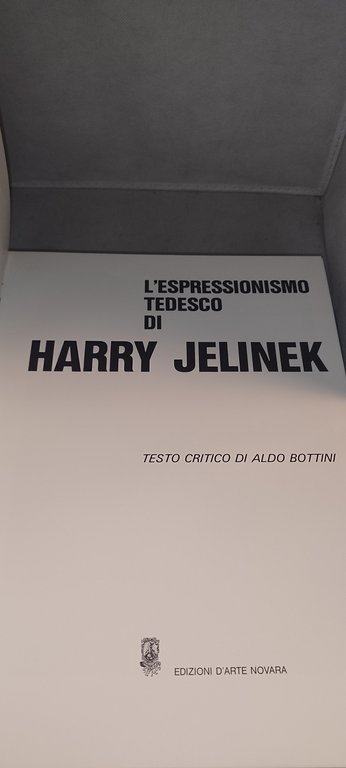 L'ESPRESSIONISMO
TEDESCO
DI
HARRY JELINEK
TESTO CRITICO DI ALDO BOTTINI
EDIZIONI D'ARTE NOVARA